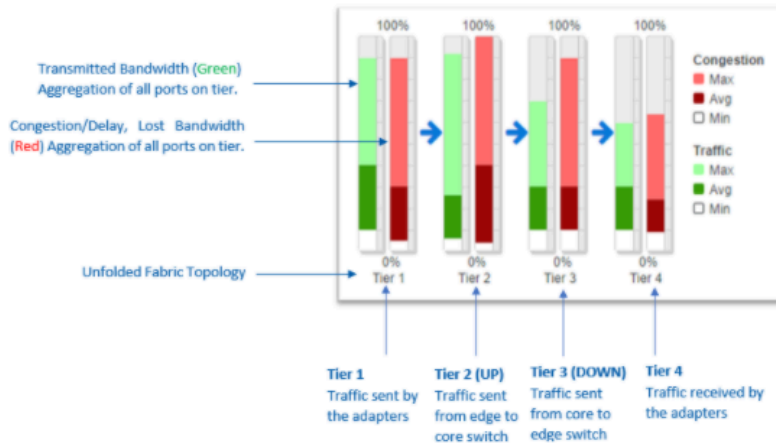 100% 100% 100% 100%
Transmitted Bandwidth (Green)
Aggregation of all ports on tier.
Congestion/Delay, Lost Bandwidth
(Red) Aggregation of all ports on tier.
Congestion
Max
Avg
Min
Traffic
Max
Avg
Min
0% 0% 0% 0%
Unfolded Fabric Topology
Tier 1 Tier 2 Tier 3 Tier 4
Tier 1
Traffic sent by
the adapters
Tier 2 (UP)
Traffic sent
from edge to
core switch
Tier 3 (DOWN)
Traffic sent
from core to
edge switch
Tier 4
Traffic received by
the adapters